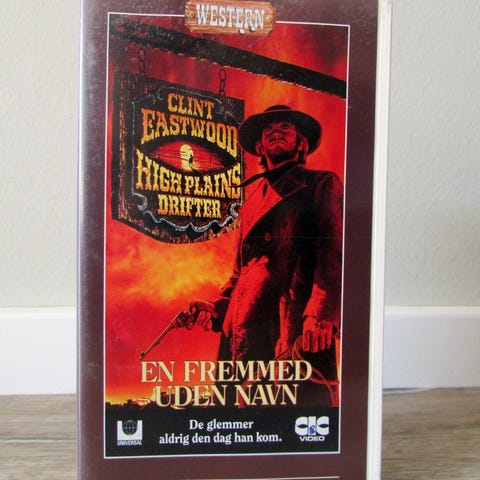 WESTERN
CLINT
EASTWOOD
HIGH PLAINS
DRIFTER
EN FREMMED
UDEN NAVN
De glemmer
aldrig den dag han kom.
UNIVERSAL
CIC
VIDEO